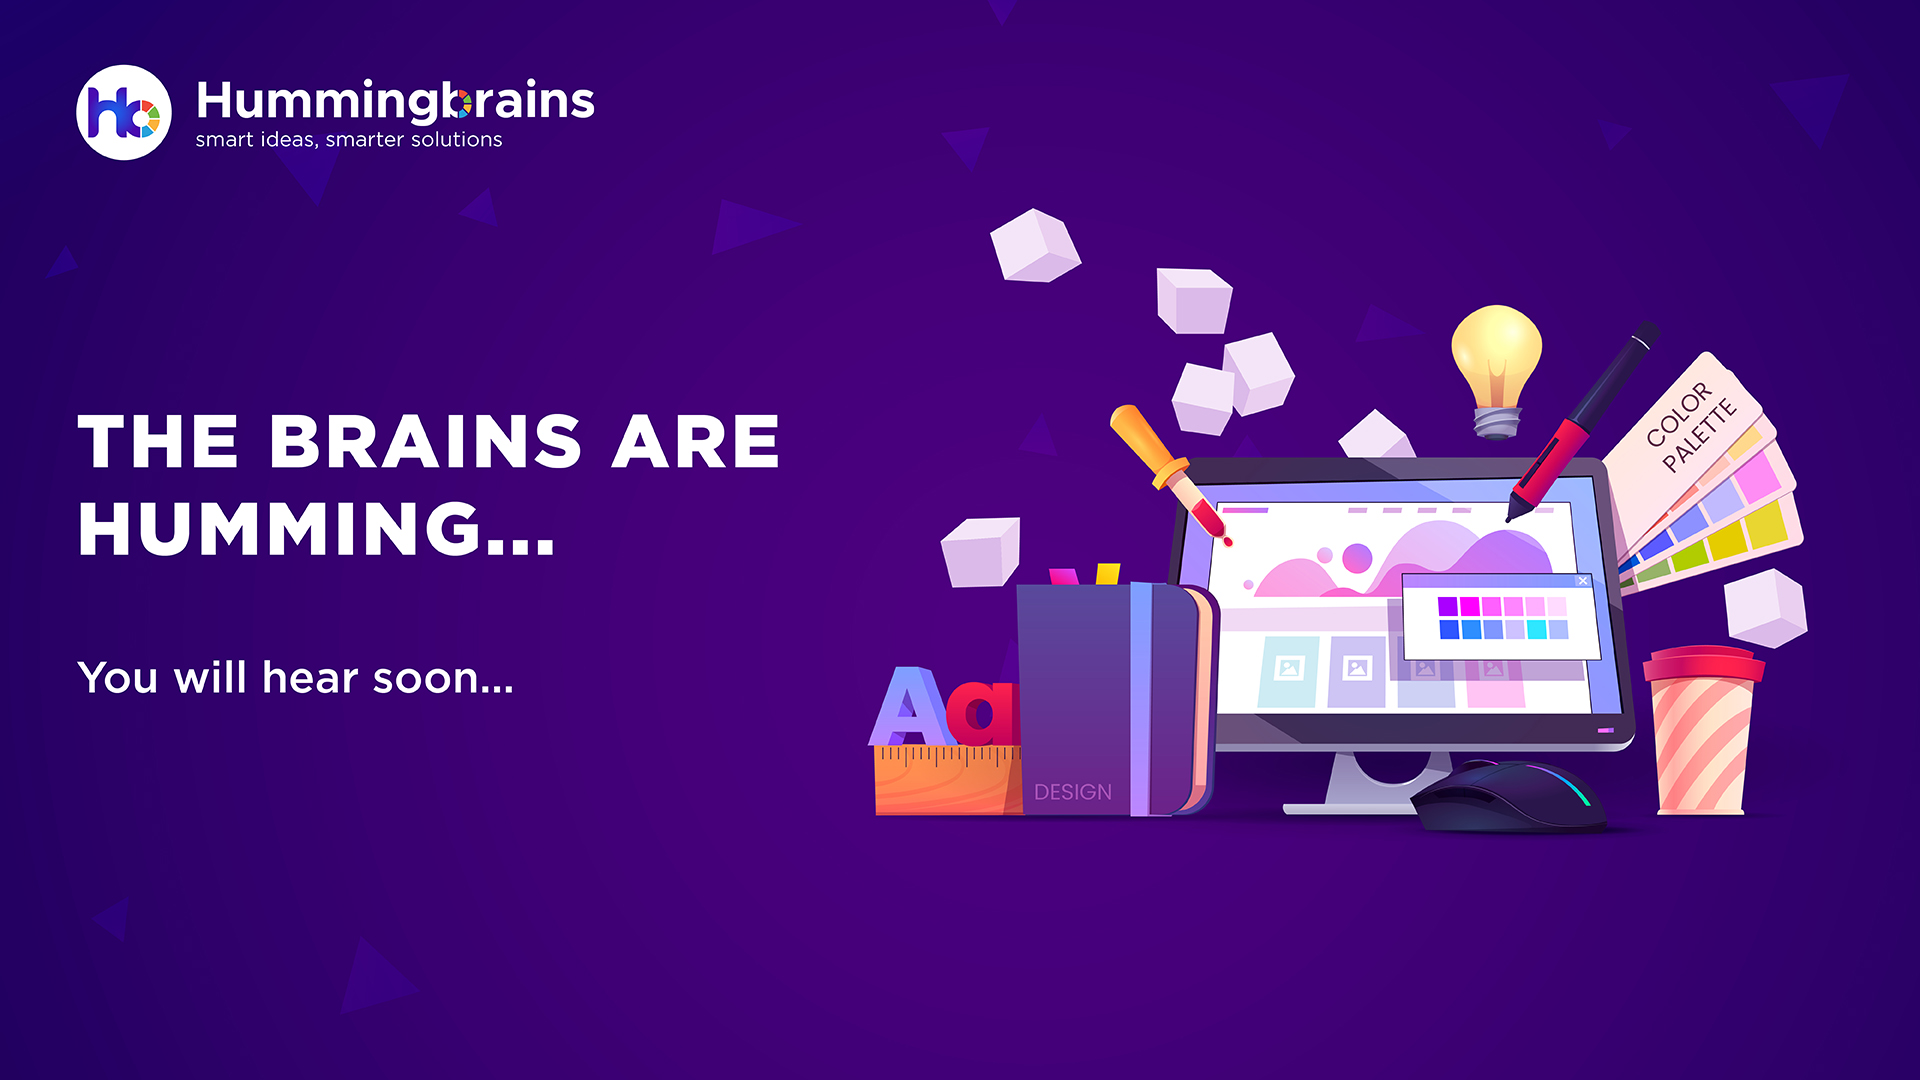 Hb
Hummingbrains
smart ideas, smarter solutions
THE BRAINS ARE
HUMMING...
You will hear soon...
COLOR
PALETTE
Aa
DESIGN